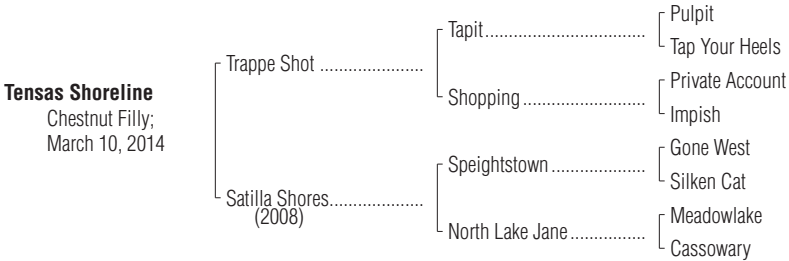 Tensas Shoreline
Chestnut Filly;
March 10, 2014
Trappe Shot ......................
Satilla Shores....................
(2008)
Tapit..................................
Shopping ..........................
Speightstown ....................
North Lake Jane................
Pulpit
Tap Your Heels
Private Account
Impish
Gone West
Silken Cat
Meadowlake
Cassowary